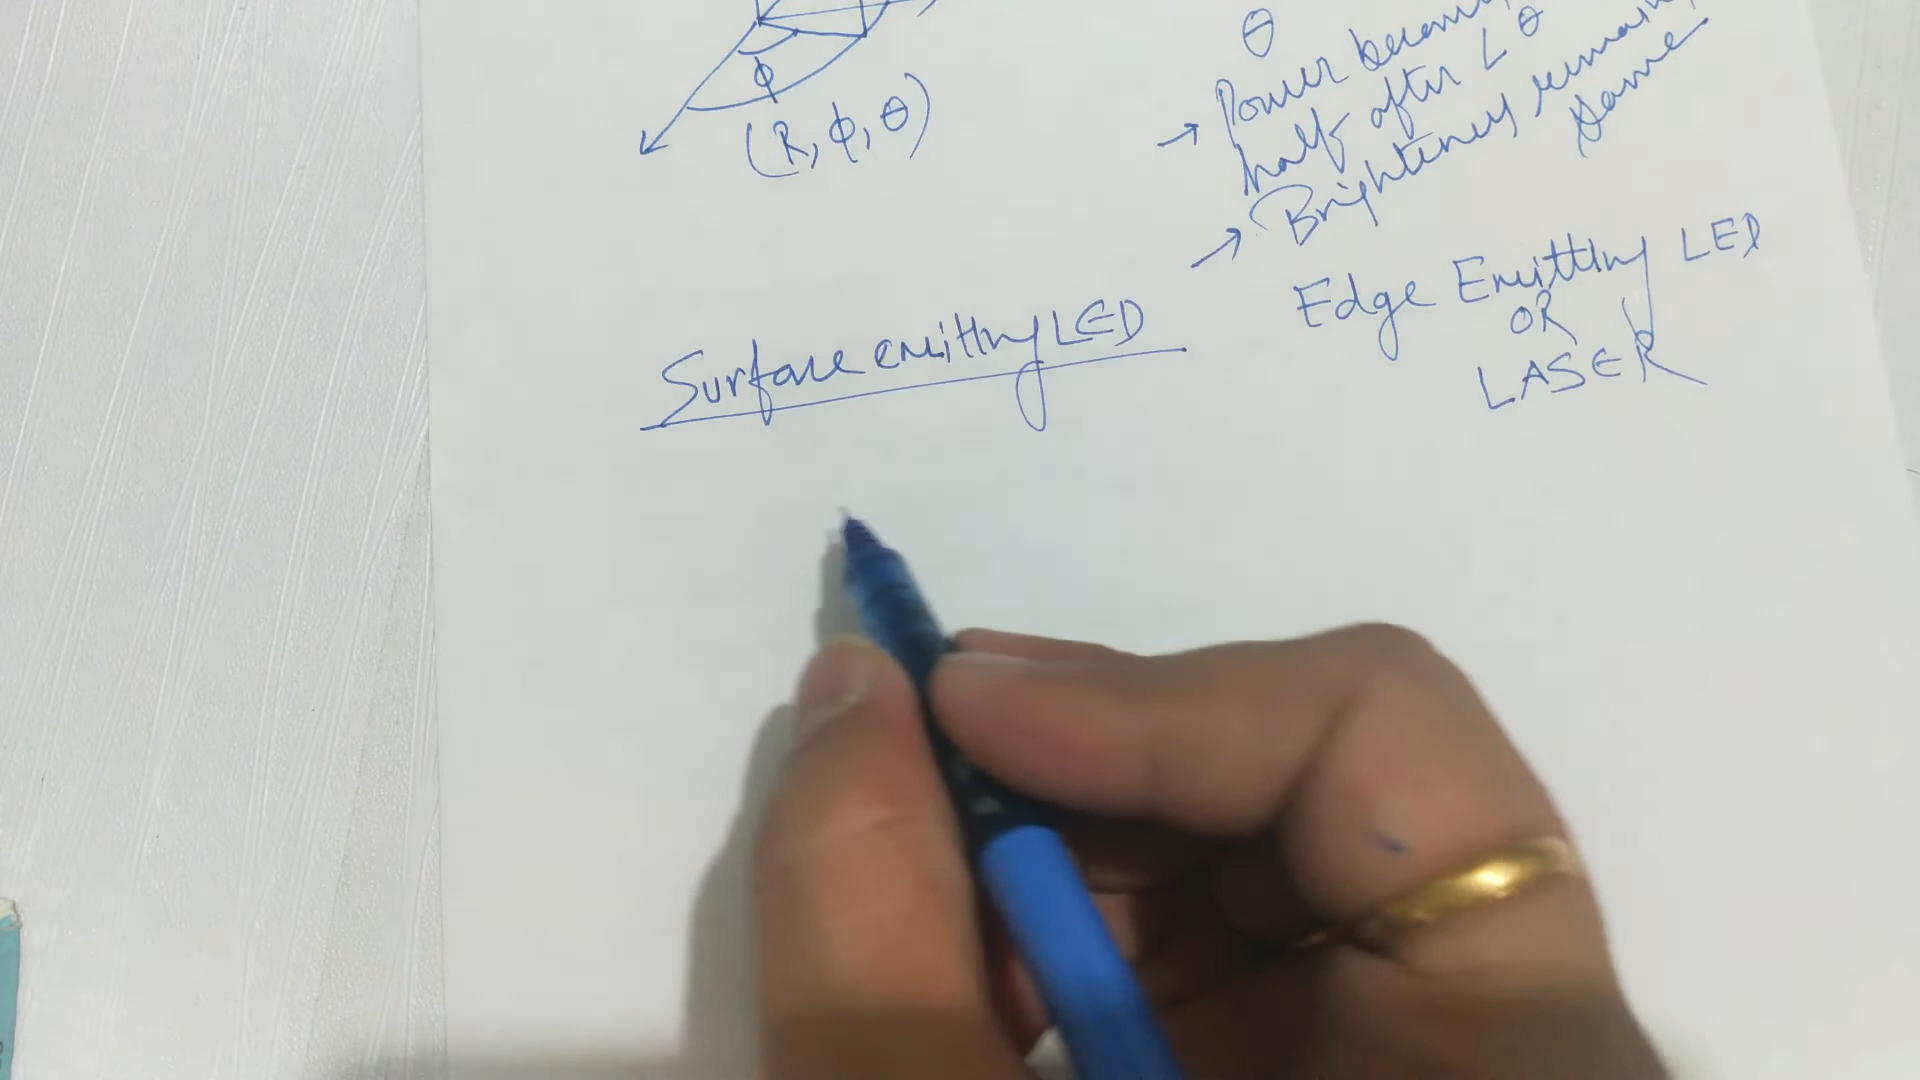 ϕ
(R, ϕ, θ)
θ
→ Power becomes
half after ∠θ
→ Brightness remains
same
Surface emitting LED
Edge Emitting LED
OR
LASER